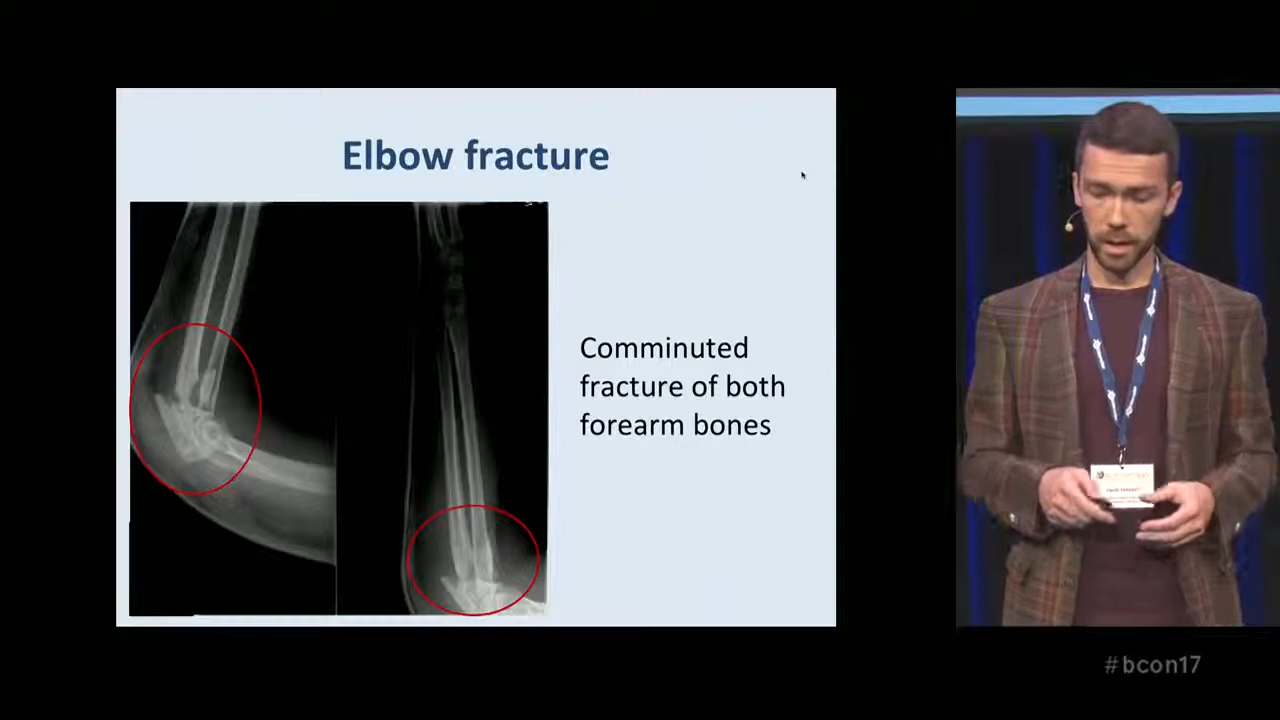 Elbow fracture
Comminuted
fracture of both
forearm bones
#bcon17